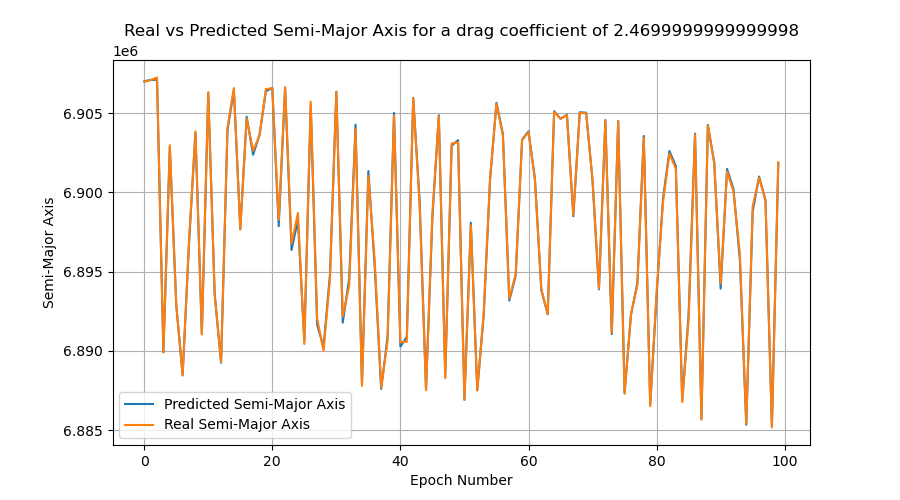 Real vs Predicted Semi-Major Axis for a drag coefficient of 2.4699999999999998
1e6
6.905
6.900
6.895
6.890
6.885
Semi-Major Axis
Predicted Semi-Major Axis
Real Semi-Major Axis
0 20 40 60 80 100
Epoch Number